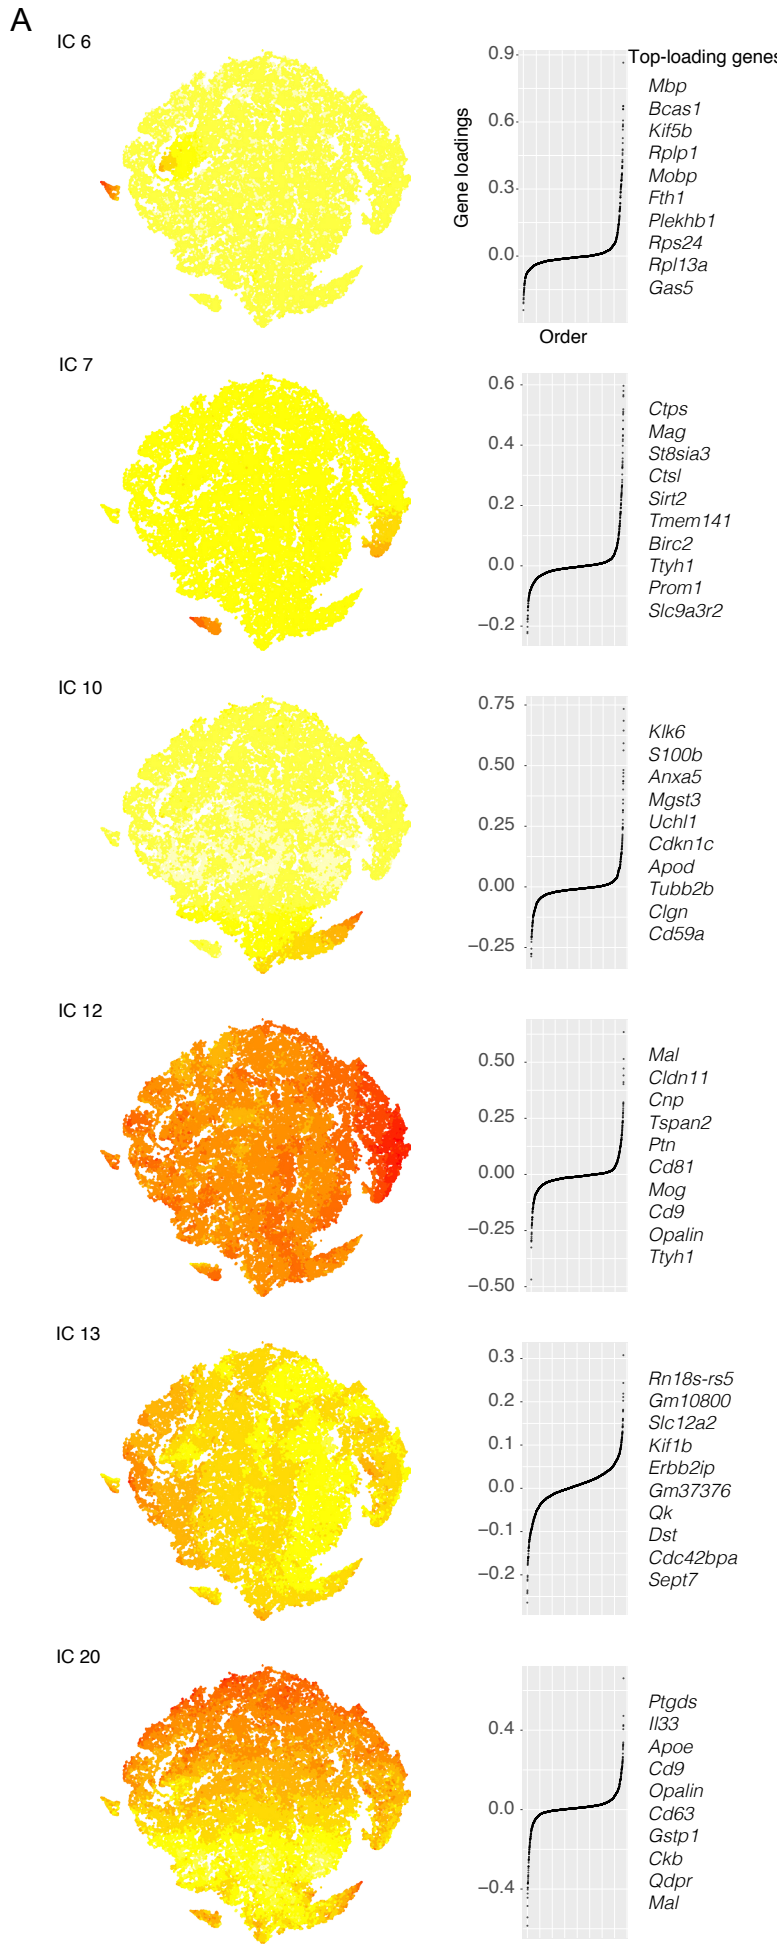 A
IC 6
Top-loading genes
0.9
0.6
0.3
0.0
Gene loadings
Order
Mbp
Bcas1
Kif5b
Rplp1
Mobp
Fth1
Plekhb1
Rps24
Rpl13a
Gas5
IC 7
0.6
0.4
0.2
0.0
−0.2
Ctps
Mag
St8sia3
Ctsl
Sirt2
Tmem141
Birc2
Ttyh1
Prom1
Slc9a3r2
IC 10
0.75
0.50
0.25
0.00
−0.25
Klk6
S100b
Anxa5
Mgst3
Uchl1
Cdkn1c
Apod
Tubb2b
Clgn
Cd59a
IC 12
0.50
0.25
0.00
−0.25
−0.50
Mal
Cldn11
Cnp
Tspan2
Ptn
Cd81
Mog
Cd9
Opalin
Ttyh1
IC 13
0.3
0.2
0.1
0.0
−0.1
−0.2
Rn18s-rs5
Gm10800
Slc12a2
Kif1b
Erbb2ip
Gm37376
Qk
Dst
Cdc42bpa
Sept7
IC 20
0.4
0.0
−0.4
Ptgds
Il33
Apoe
Cd9
Opalin
Cd63
Gstp1
Ckb
Qdpr
Mal